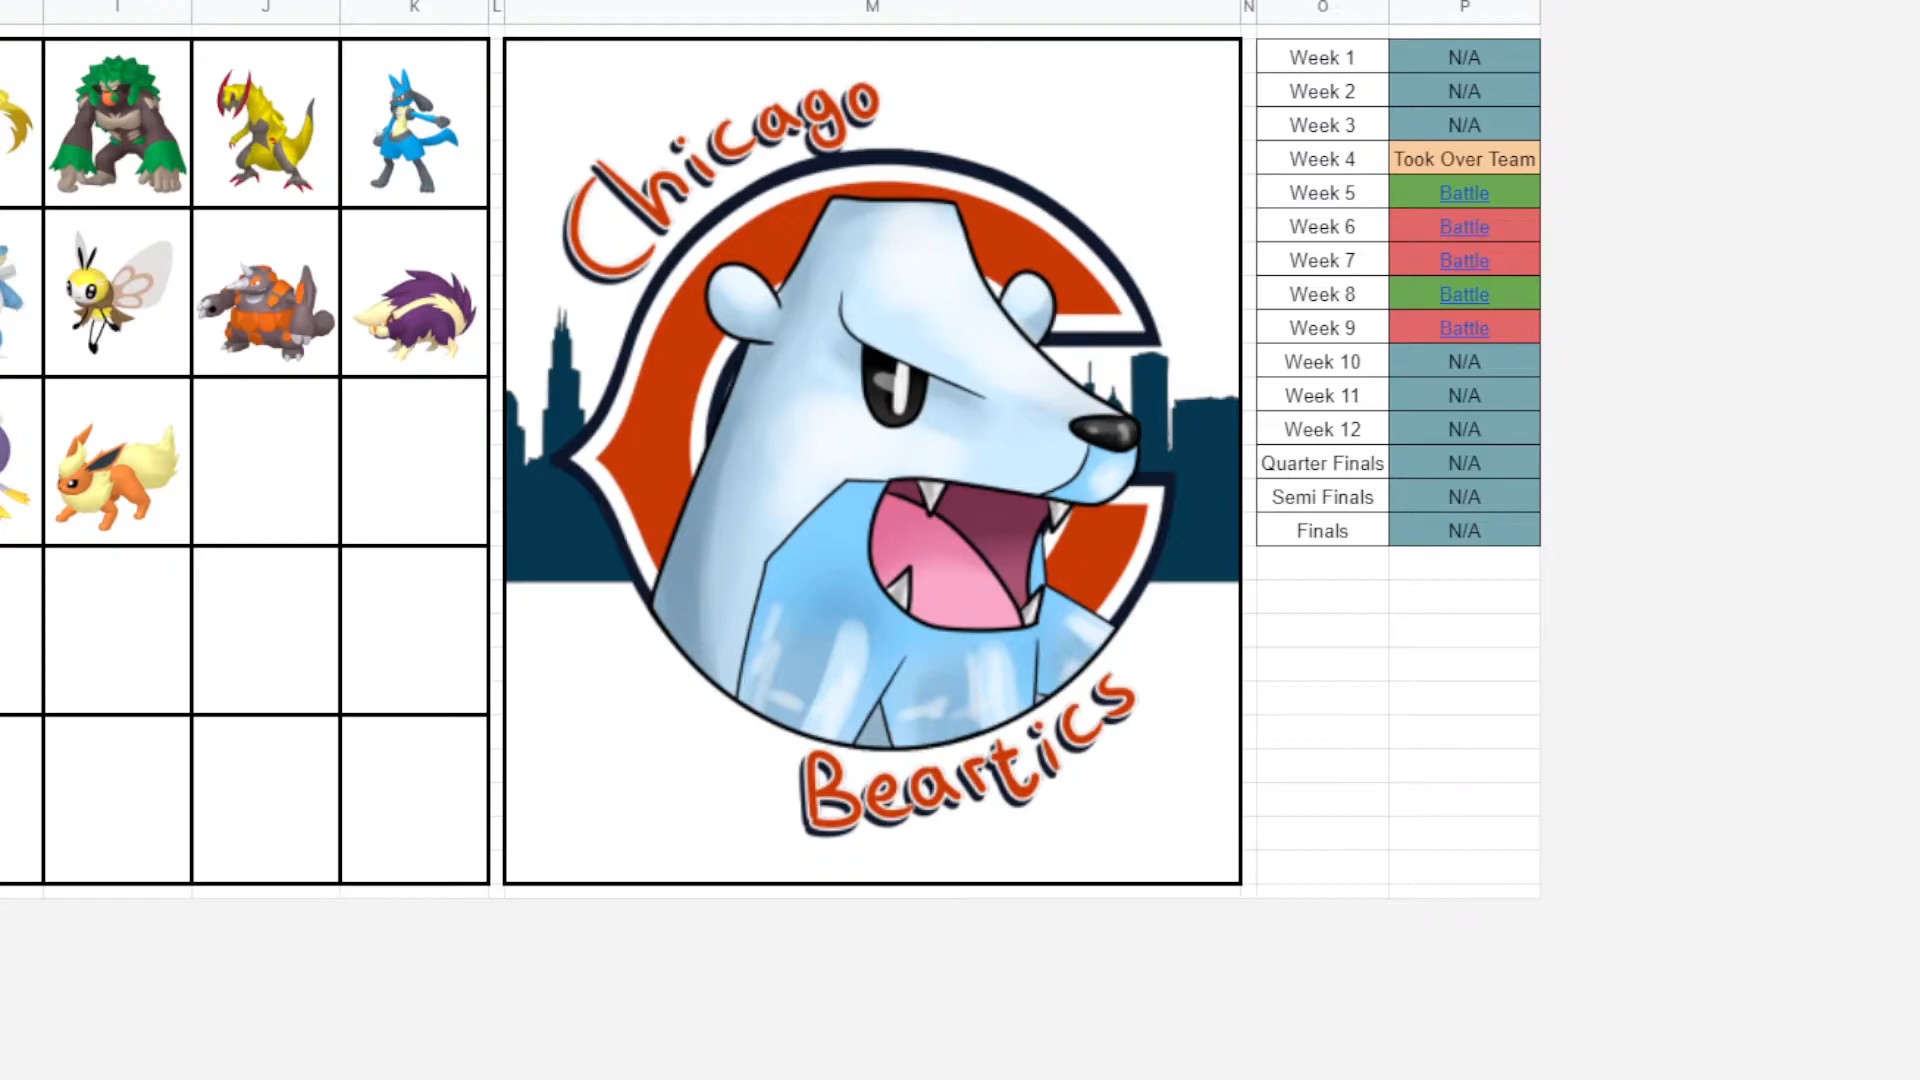 I J K L M N O P
Chicago
Beartics
Week 1 N/A
Week 2 N/A
Week 3 N/A
Week 4 Took Over Team
Week 5 Battle
Week 6 Battle
Week 7 Battle
Week 8 Battle
Week 9 Battle
Week 10 N/A
Week 11 N/A
Week 12 N/A
Quarter Finals N/A
Semi Finals N/A
Finals N/A